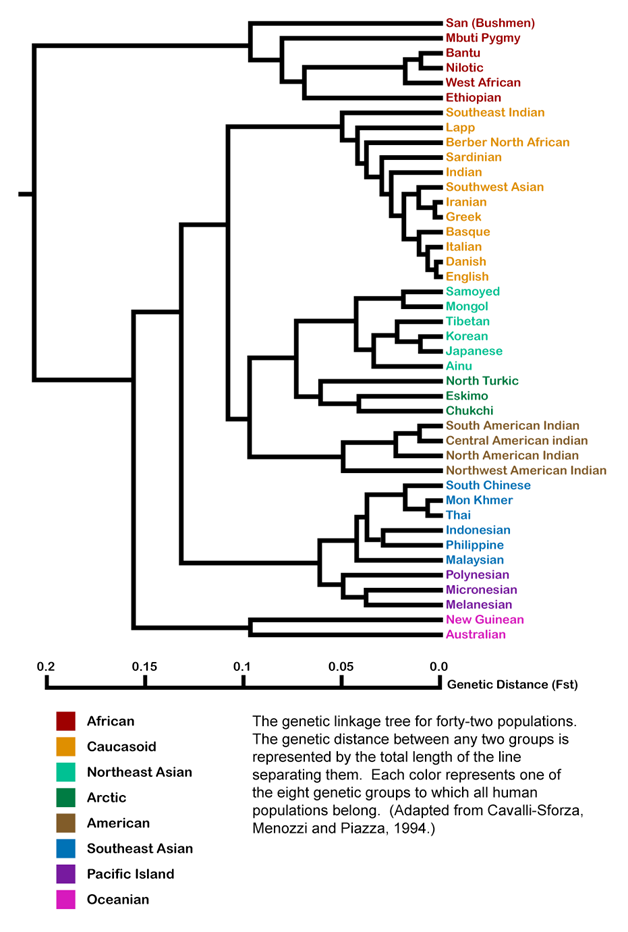 San (Bushmen)
Mbuti Pygmy
Bantu
Nilotic
West African
Ethiopian
Southeast Indian
Lapp
Berber North African
Sardinian
Indian
Southwest Asian
Iranian
Greek
Basque
Italian
Danish
English
Samoyed
Mongol
Tibetan
Korean
Japanese
Ainu
North Turkic
Eskimo
Chukchi
South American Indian
Central American indian
North American Indian
Northwest American Indian
South Chinese
Mon Khmer
Thai
Indonesian
Philippine
Malaysian
Polynesian
Micronesian
Melanesian
New Guinean
Australian
0.2 0.15 0.1 0.05 0.0
Genetic Distance (Fst)
African
Caucasoid
Northeast Asian
Arctic
American
Southeast Asian
Pacific Island
Oceanian
The genetic linkage tree for forty-two populations.
The genetic distance between any two groups is
represented by the total length of the line
separating them. Each color represents one of
the eight genetic groups to which all human
populations belong. (Adapted from Cavalli-Sforza,
Menozzi and Piazza, 1994.)